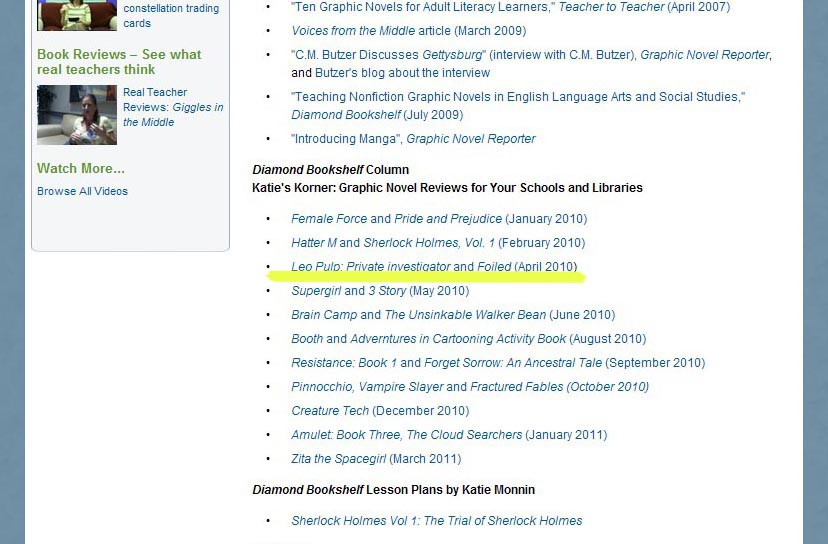 constellation trading
cards
Book Reviews – See what
real teachers think
Real Teacher
Reviews: Giggles in
the Middle
Watch More...
Browse All Videos
• "Ten Graphic Novels for Adult Literacy Learners," Teacher to Teacher (April 2007)
• Voices from the Middle article (March 2009)
• "C.M. Butzer Discusses Gettysburg" (interview with C.M. Butzer), Graphic Novel Reporter,
and Butzer's blog about the interview
• "Teaching Nonfiction Graphic Novels in English Language Arts and Social Studies,"
Diamond Bookshelf (July 2009)
• "Introducing Manga", Graphic Novel Reporter
Diamond Bookshelf Column
Katie's Korner: Graphic Novel Reviews for Your Schools and Libraries
• Female Force and Pride and Prejudice (January 2010)
• Hatter M and Sherlock Holmes, Vol. 1 (February 2010)
• Leo Pulp: Private investigator and Foiled (April 2010)
• Supergirl and 3 Story (May 2010)
• Brain Camp and The Unsinkable Walker Bean (June 2010)
• Booth and Adverntures in Cartooning Activity Book (August 2010)
• Resistance: Book 1 and Forget Sorrow: An Ancestral Tale (September 2010)
• Pinnocchio, Vampire Slayer and Fractured Fables (October 2010)
• Creature Tech (December 2010)
• Amulet: Book Three, The Cloud Searchers (January 2011)
• Zita the Spacegirl (March 2011)
Diamond Bookshelf Lesson Plans by Katie Monnin
• Sherlock Holmes Vol 1: The Trial of Sherlock Holmes